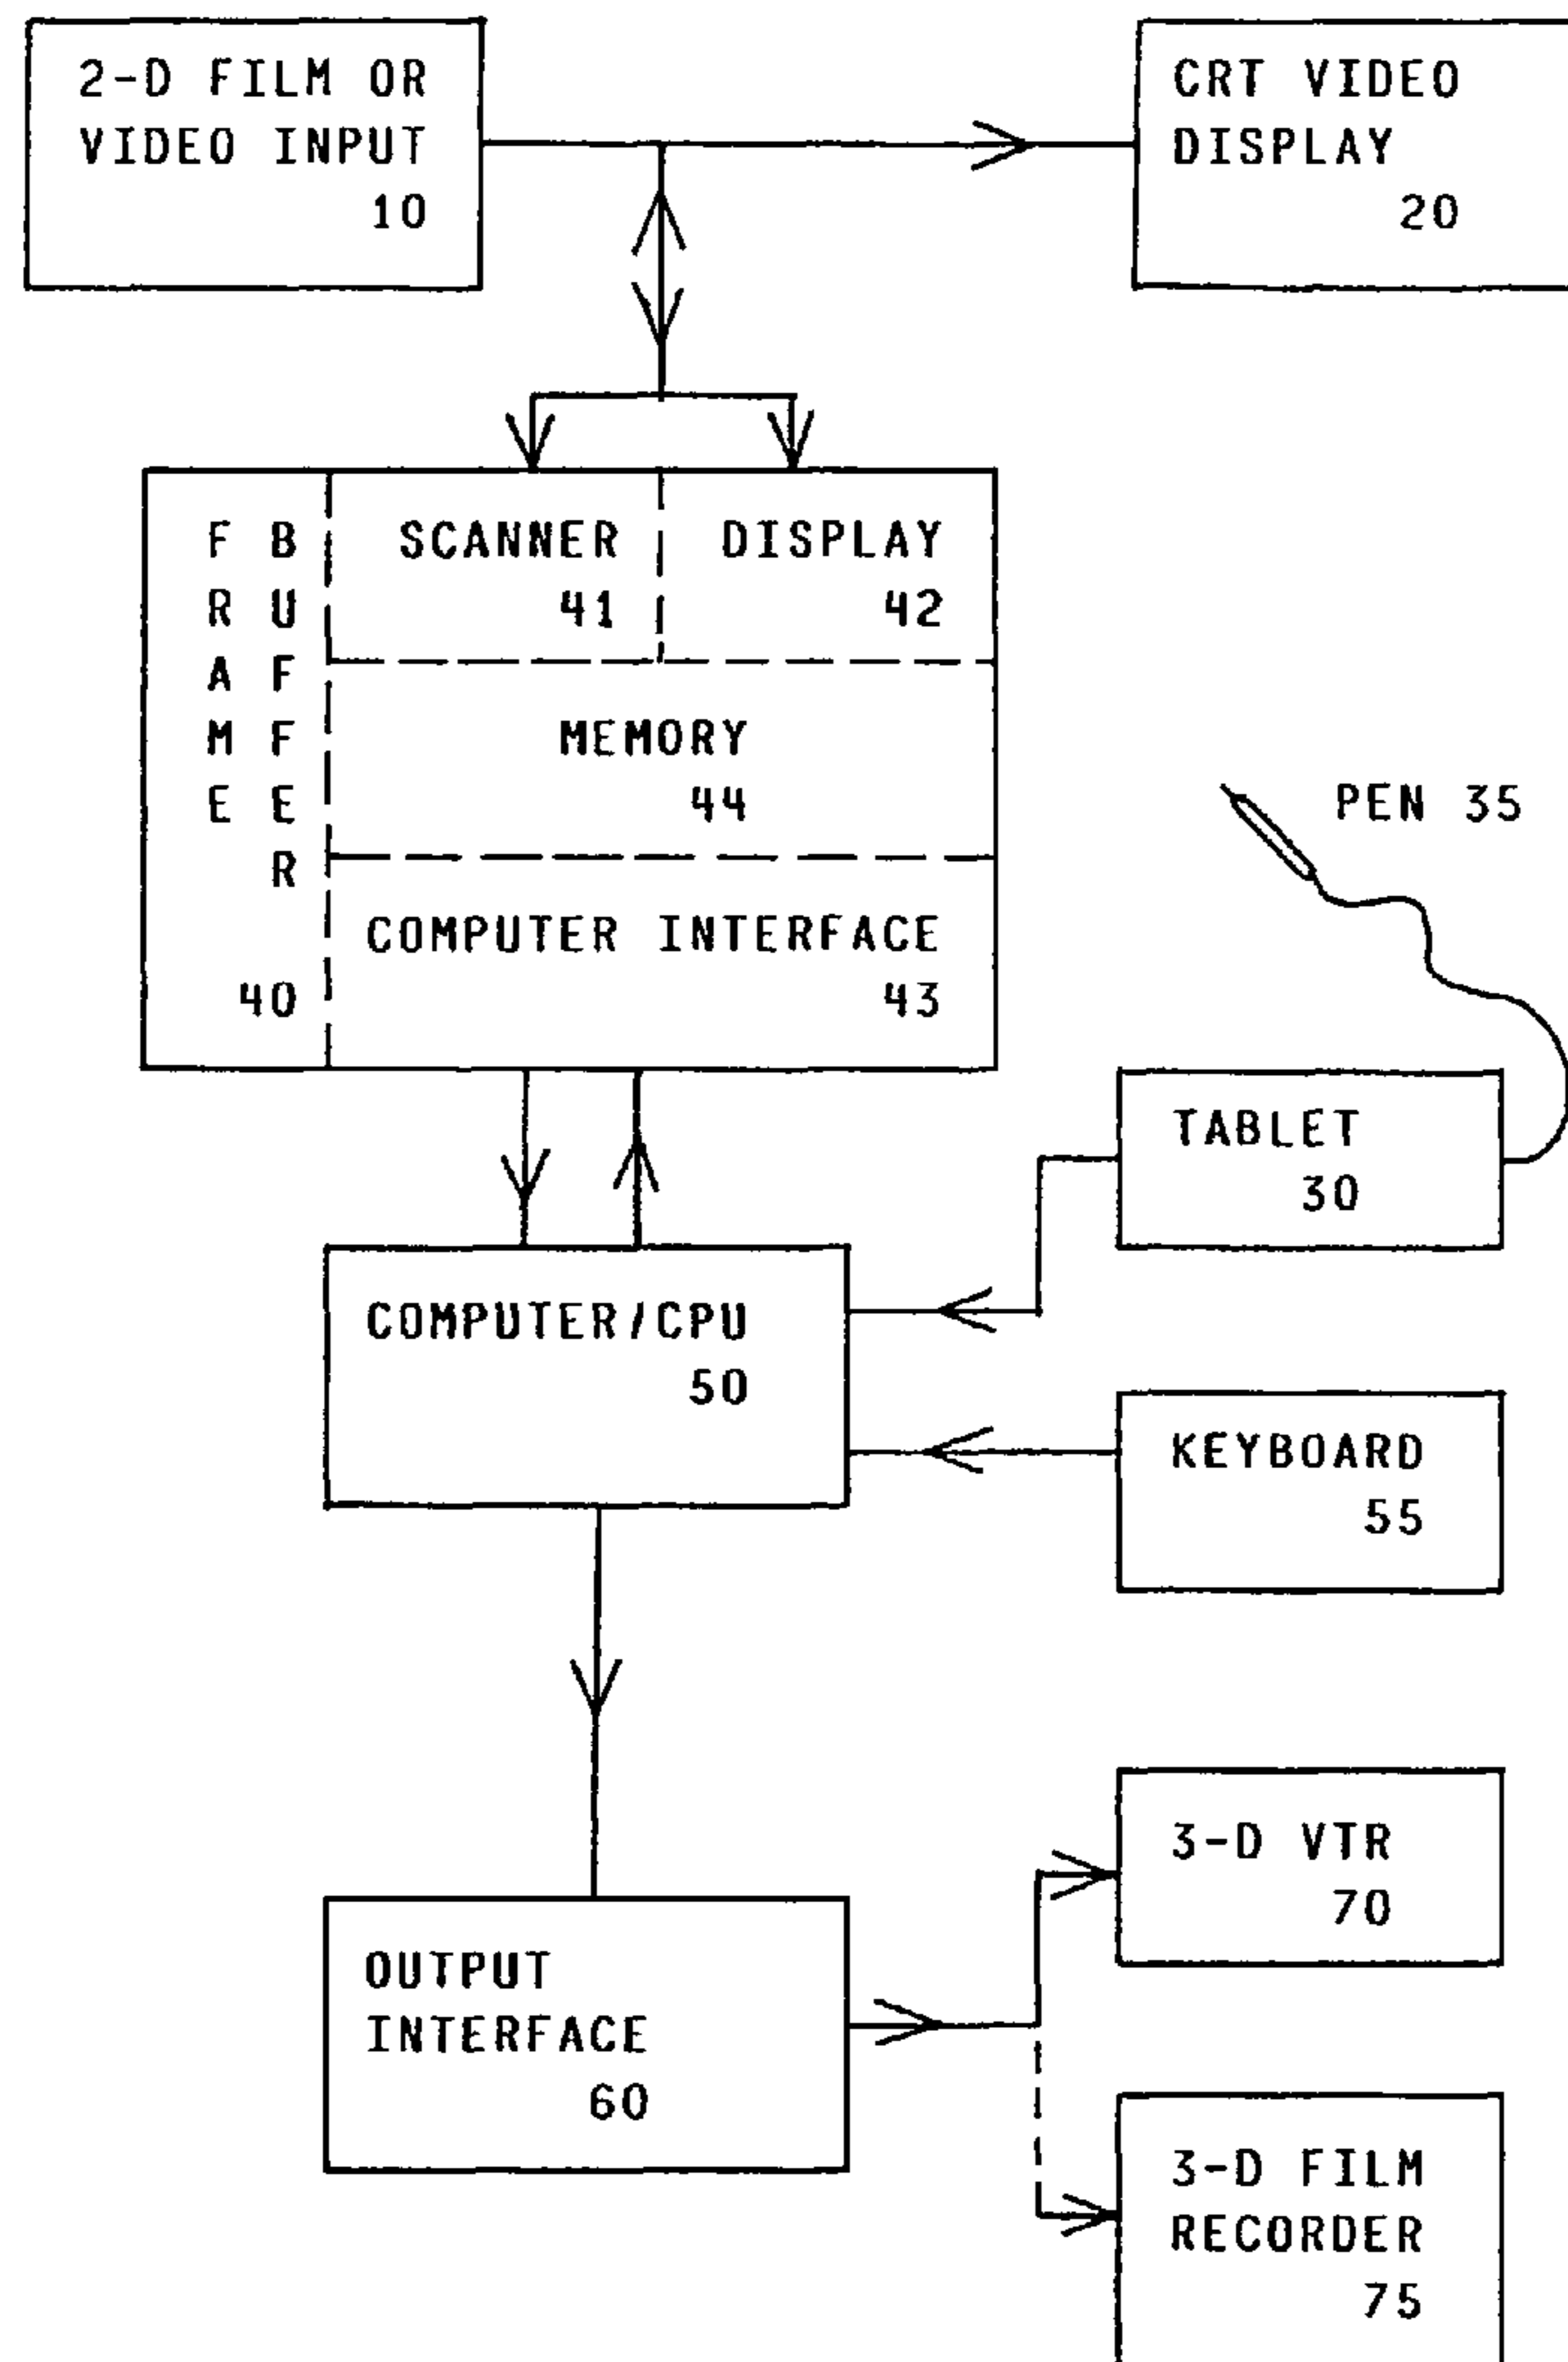 2-D FILM OR
VIDEO INPUT
10
CRT VIDEO
DISPLAY
20
FRAME
BUFFER
40
SCANNER
41
DISPLAY
42
MEMORY
44
COMPUTER INTERFACE
43
PEN 35
TABLET
30
COMPUTER/CPU
50
KEYBOARD
55
OUTPUT
INTERFACE
60
3-D VTR
70
3-D FILM
RECORDER
75